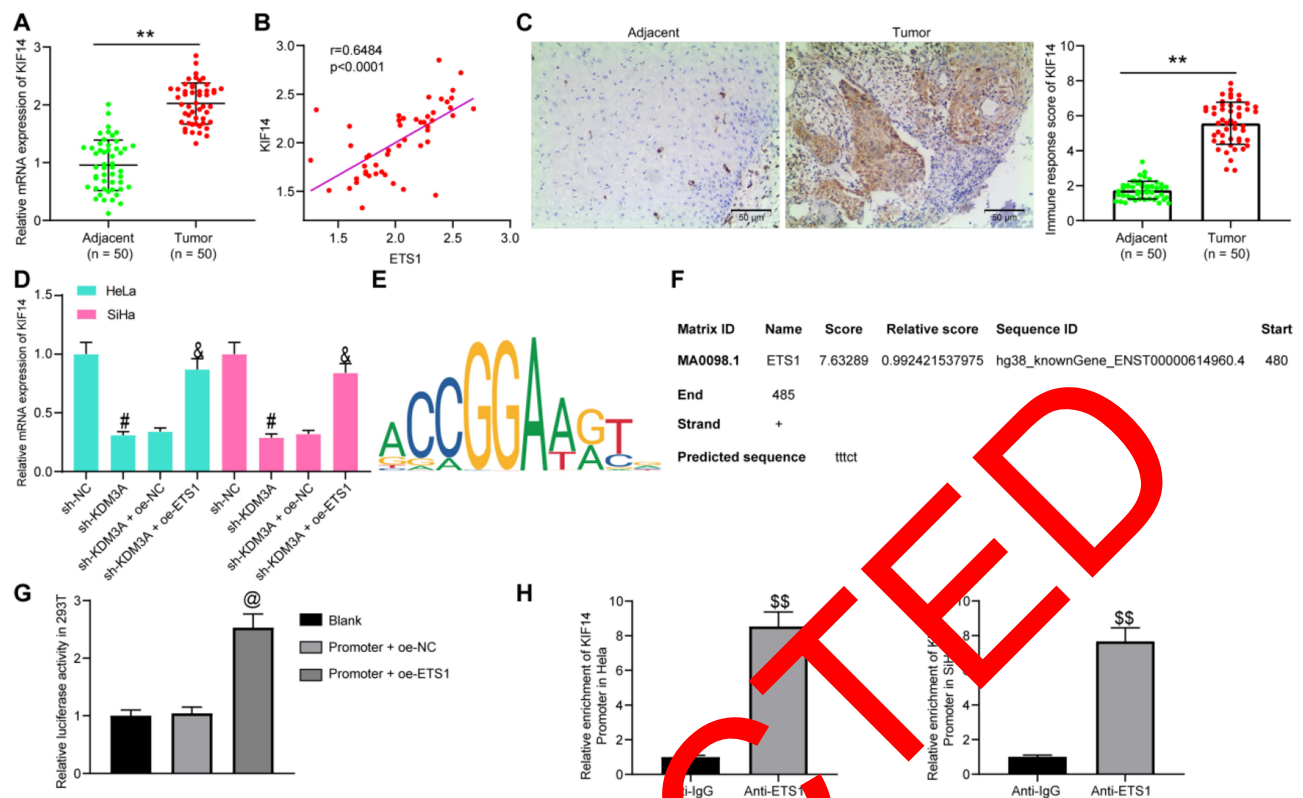 A
**
Relative mRNA expression of KIF14
3
2
1
0
Adjacent
(n = 50)
Tumor
(n = 50)
B
r=0.6484
p<0.0001
KIF14
3.0
2.5
2.0
1.5
1.5
2.0
2.5
3.0
ETS1
C
Adjacent
Tumor
50 μm
50 μm
**
Immune response score of KIF14
10
8
6
4
2
0
Adjacent
(n = 50)
Tumor
(n = 50)
D
HeLa
SiHa
Relative mRNA expression of KIF14
1.5
1.0
0.5
0.0
#
&
#
&
sh-NC
sh-KDM3A
sh-KDM3A + oe-NC
sh-KDM3A + oe-ETS1
sh-NC
sh-KDM3A
sh-KDM3A + oe-NC
sh-KDM3A + oe-ETS1
E
ACCGGAAGT
F
Matrix ID Name Score Relative score Sequence ID Start
MA0098.1 ETS1 7.63289 0.992421537975 hg38_knownGene_ENST00000614960.4 480
End 485
Strand +
Predicted sequence tttct
G
Relative luciferase activity in 293T
3
2
1
0
@
Blank
Promoter + oe-NC
Promoter + oe-ETS1
H
Relative enrichment of KIF14
Promoter in Hela
10
8
6
4
2
0
$$
Anti-ETS1
Relative enrichment of
Promoter in SiH
10
8
6
4
2
0
$$
Anti-IgG
Anti-ETS1
CTED